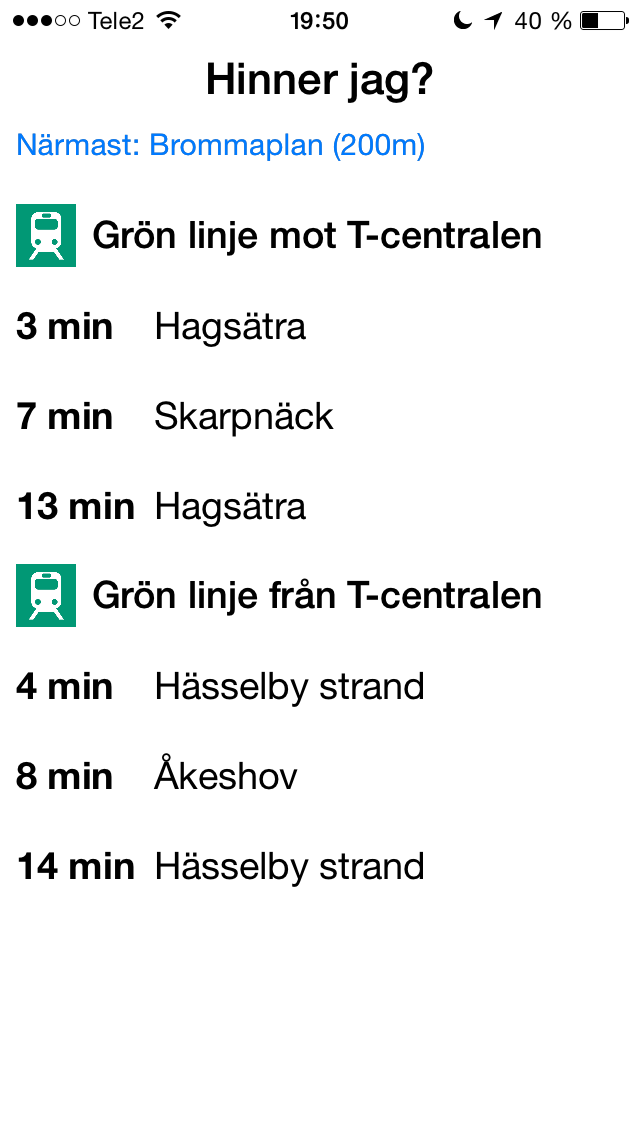 Tele2 19:50 40 %
Hinner jag?
Närmast: Brommaplan (200m)
Grön linje mot T-centralen
3 min Hagsätra
7 min Skarpnäck
13 min Hagsätra
Grön linje från T-centralen
4 min Hässelby strand
8 min Åkeshov
14 min Hässelby strand